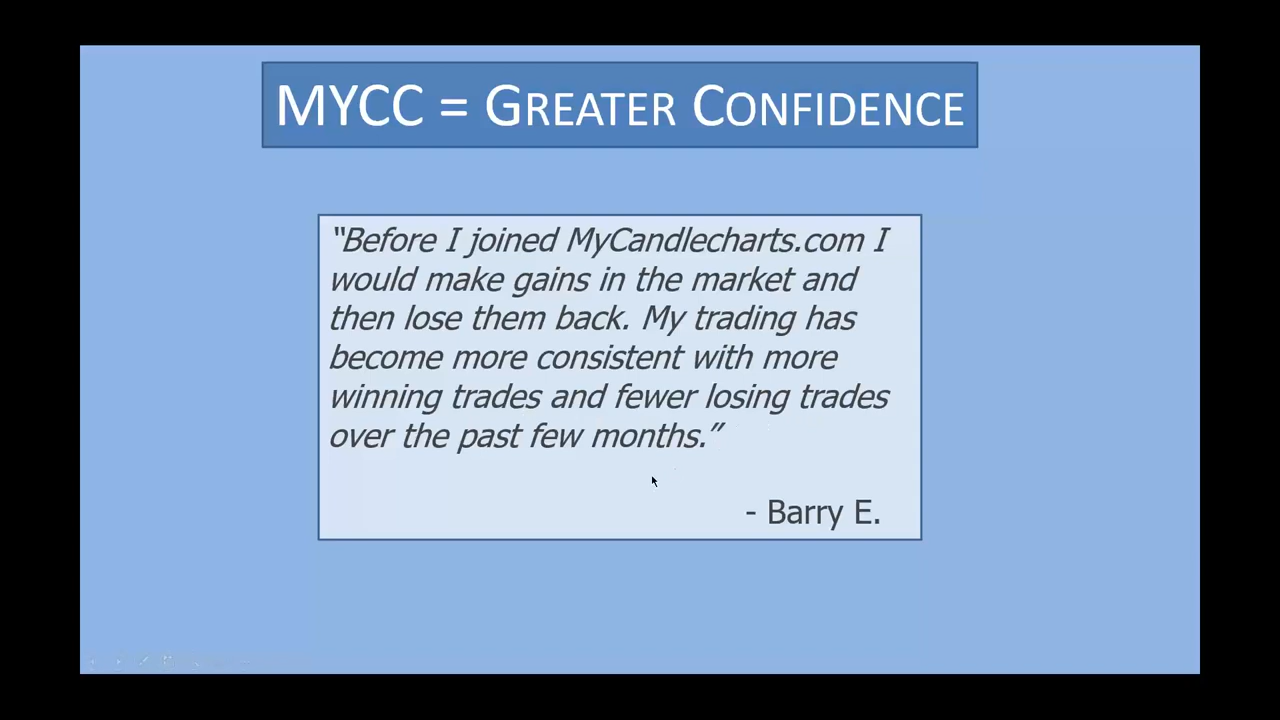 MYCC = GREATER CONFIDENCE
“Before I joined MyCandlecharts.com I
would make gains in the market and
then lose them back. My trading has
become more consistent with more
winning trades and fewer losing trades
over the past few months.”
- Barry E.